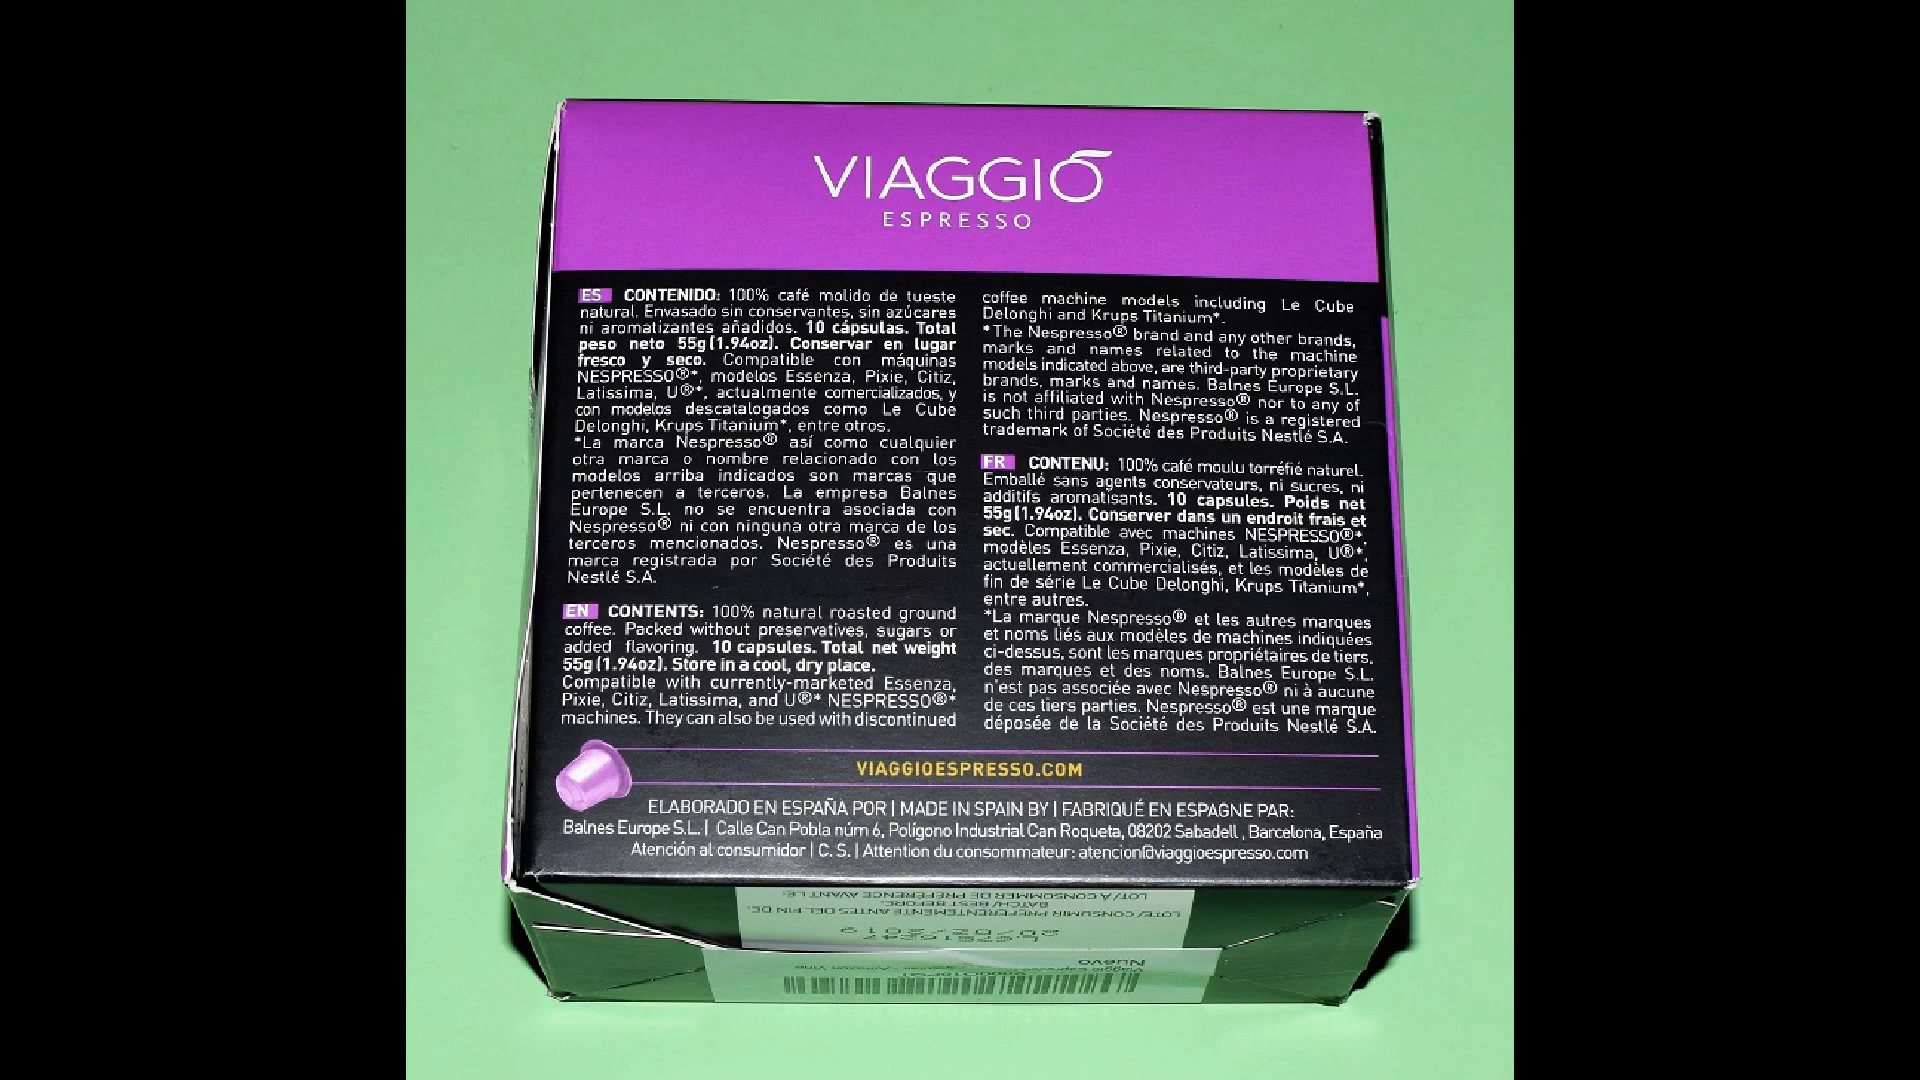 VIAGGIO
ESPRESSO
ES CONTENIDO: 100% café molido de tueste
natural. Envasado sin conservantes, sin azúcares
ni aromatizantes añadidos. 10 cápsulas. Total
peso neto 55g (1.94oz). Conservar en lugar
fresco y seco. Compatible con máquinas
NESPRESSO®*, modelos Essenza, Pixie, Citiz,
Latissima, U®*, actualmente comercializados, y
con modelos descatalogados como Le Cube
Delonghi, Krups Titanium*, entre otros.
*La marca Nespresso® así como cualquier
otra marca o nombre relacionado con los
modelos arriba indicados son marcas que
pertenecen a terceros. La empresa Balnes
Europe S.L. no se encuentra asociada con
Nespresso® ni con ninguna otra marca de los
terceros mencionados. Nespresso® es una
marca registrada por Société des Produits
Nestlé S.A.
EN CONTENTS: 100% natural roasted ground
coffee. Packed without preservatives, sugars or
added flavoring. 10 capsules. Total net weight
55g (1.94oz). Store in a cool, dry place.
Compatible with currently-marketed Essenza,
Pixie, Citiz, Latissima, and U®* NESPRESSO®*
machines. They can also be used with discontinued
coffee machine models including Le Cube
Delonghi and Krups Titanium*.
*The Nespresso® brand and any other brands,
marks and names related to the machine
models indicated above, are third-party proprietary
brands, marks and names. Balnes Europe S.L.
is not affiliated with Nespresso® nor to any of
such third parties. Nespresso® is a registered
trademark of Société des Produits Nestlé S.A.
FR CONTENU: 100% café moulu torréfié naturel.
Emballé sans agents conservateurs, ni sucres, ni
additifs aromatisants. 10 capsules. Poids net
55g (1.94oz). Conserver dans un endroit frais et
sec. Compatible avec machines NESPRESSO®*,
modèles Essenza, Pixie, Citiz, Latissima, U®*,
actuellement commercialisés, et les modèles de
fin de série Le Cube Delonghi, Krups Titanium*,
entre autres.
*La marque Nespresso® et les autres marques
et noms liés aux modèles de machines indiquées
ci-dessus, sont les marques propriétaires de tiers,
des marques et des noms. Balnes Europe S.L.
n'est pas associée avec Nespresso® ni à aucune
de ces tiers parties. Nespresso® est une marque
déposée de la Société des Produits Nestlé S.A.
VIAGGIOESPRESSO.COM
ELABORADO EN ESPAÑA POR | MADE IN SPAIN BY | FABRIQUÉ EN ESPAGNE PAR:
Balnes Europe S.L. | Calle Can Pobla núm 6, Polígono Industrial Can Roqueta, 08202 Sabadell , Barcelona, España
Atención al consumidor | C. S. | Attention du consommateur: atencion@viaggioespresso.com
LOT/A CONSOMMER DE PRÉFÉRENCE AVANT LE:
BATCH/BEST BEFORE:
LOTE/ CONSUMIR PREFERENTEMENTE ANTES DEL FIN DE:
Nuevo